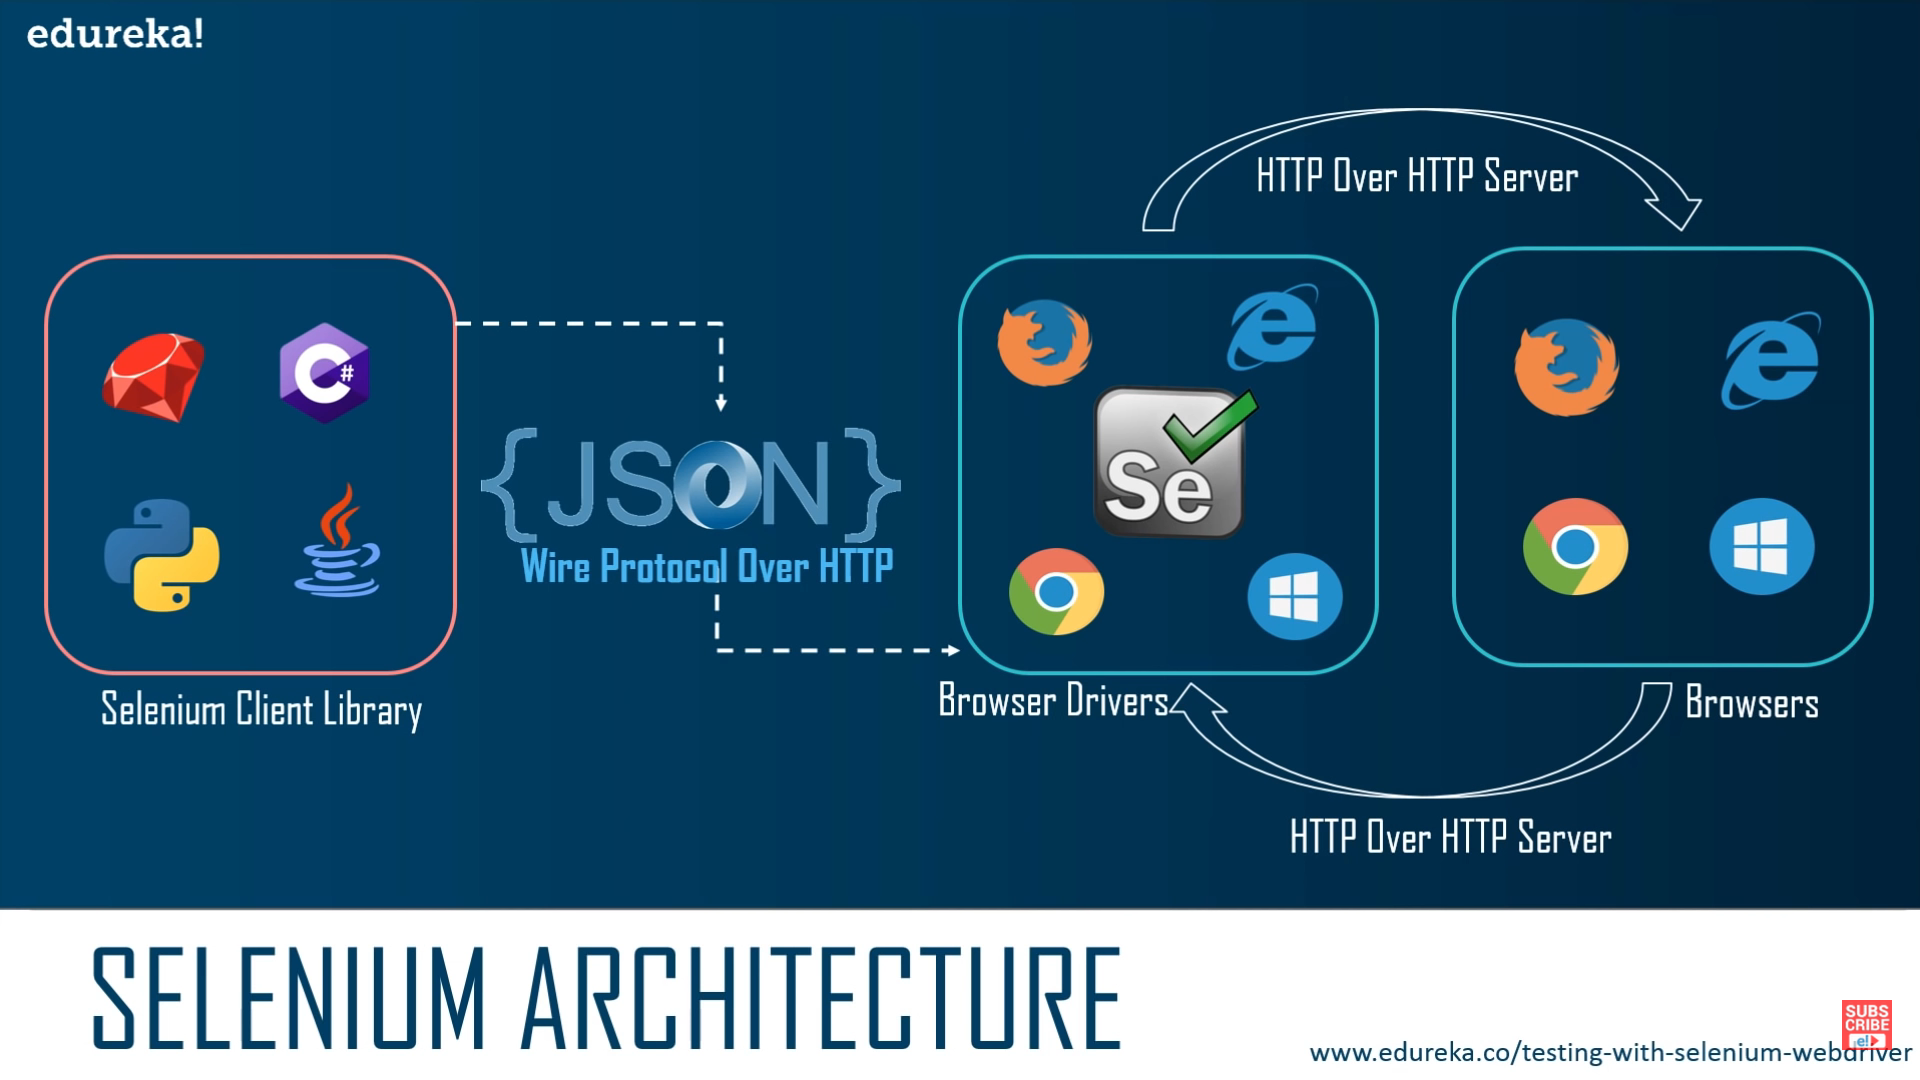 edureka!
HTTP Over HTTP Server
C#
{JSON}
Se
Wire Protocol Over HTTP
Selenium Client Library
Browser Drivers
Browsers
HTTP Over HTTP Server
SELENIUM ARCHITECTURE
SUBS
CRIBE
e!
www.edureka.co/testing-with-selenium-webdriver